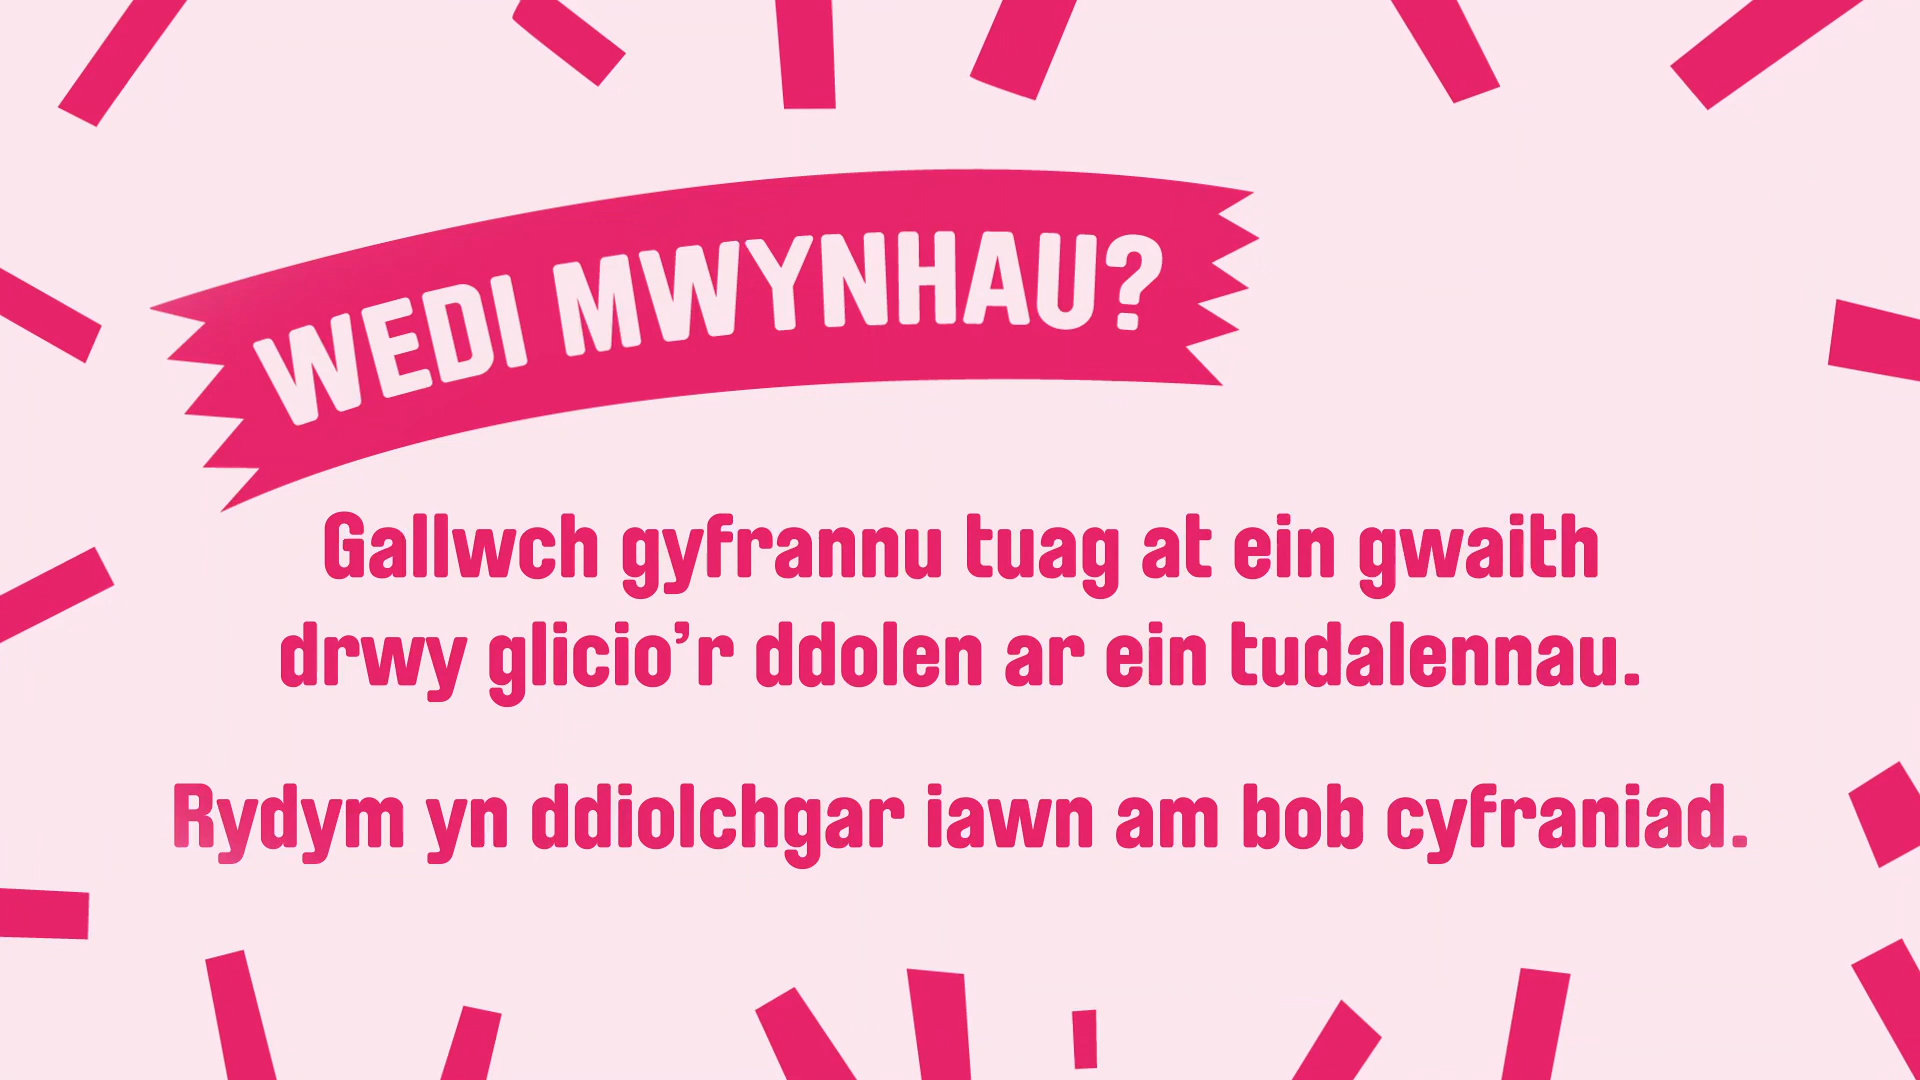 WEDI MWYNHAU?
Gallwch gyfrannu tuag at ein gwaith
drwy glicio’r ddolen ar ein tudalennau.
Rydym yn ddiolchgar iawn am bob cyfraniad.